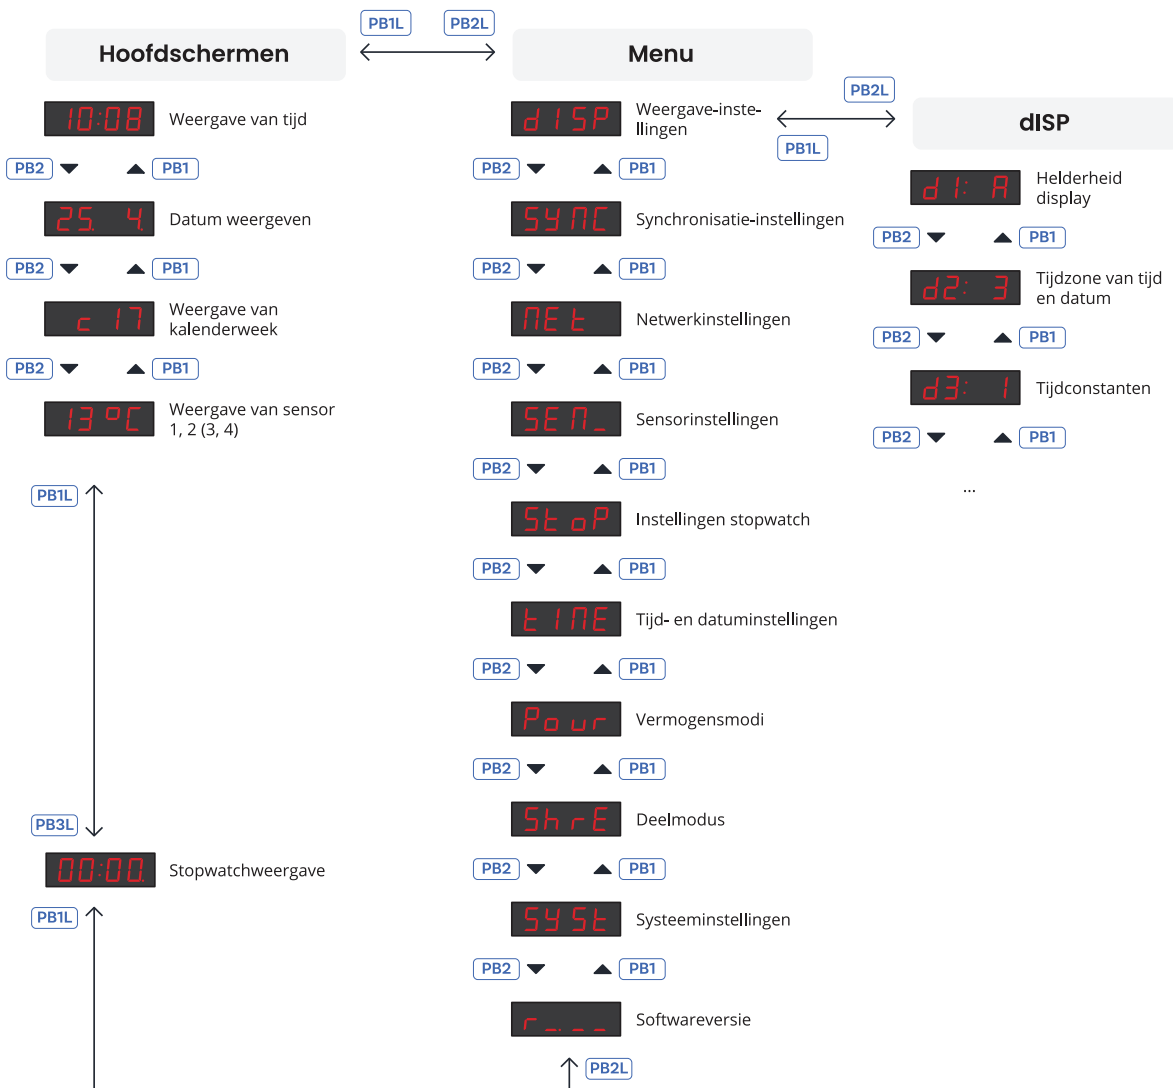 PB1L
PB2L
Hoofdschermen
Menu
10:08
Weergave van tijd
PB2
PB1
25. 4.
Datum weergeven
PB2
PB1
c 17
Weergave van
kalenderweek
PB2
PB1
13 °C
Weergave van sensor
1, 2 (3, 4)
PB1L
PB3L
00:00.
Stopwatchweergave
PB1L
dISP
Weergave-inste-
llingen
PB2
PB1
SYNC
Synchronisatie-instellingen
PB2
PB1
NEt
Netwerkinstellingen
PB2
PB1
SEN_
Sensorinstellingen
PB2
PB1
StoP
Instellingen stopwatch
PB2
PB1
tIME
Tijd- en datuminstellingen
PB2
PB1
Pour
Vermogensmodi
PB2
PB1
ShrE
Deelmodus
PB2
PB1
SYSt
Systeeminstellingen
PB2
PB1
r _._ _
Softwareversie
PB2L
PB2L
PB1L
dISP
d1: A
Helderheid
display
PB2
PB1
d2: 3
Tijdzone van tijd
en datum
PB2
PB1
d3: 1
Tijdconstanten
PB2
PB1
...